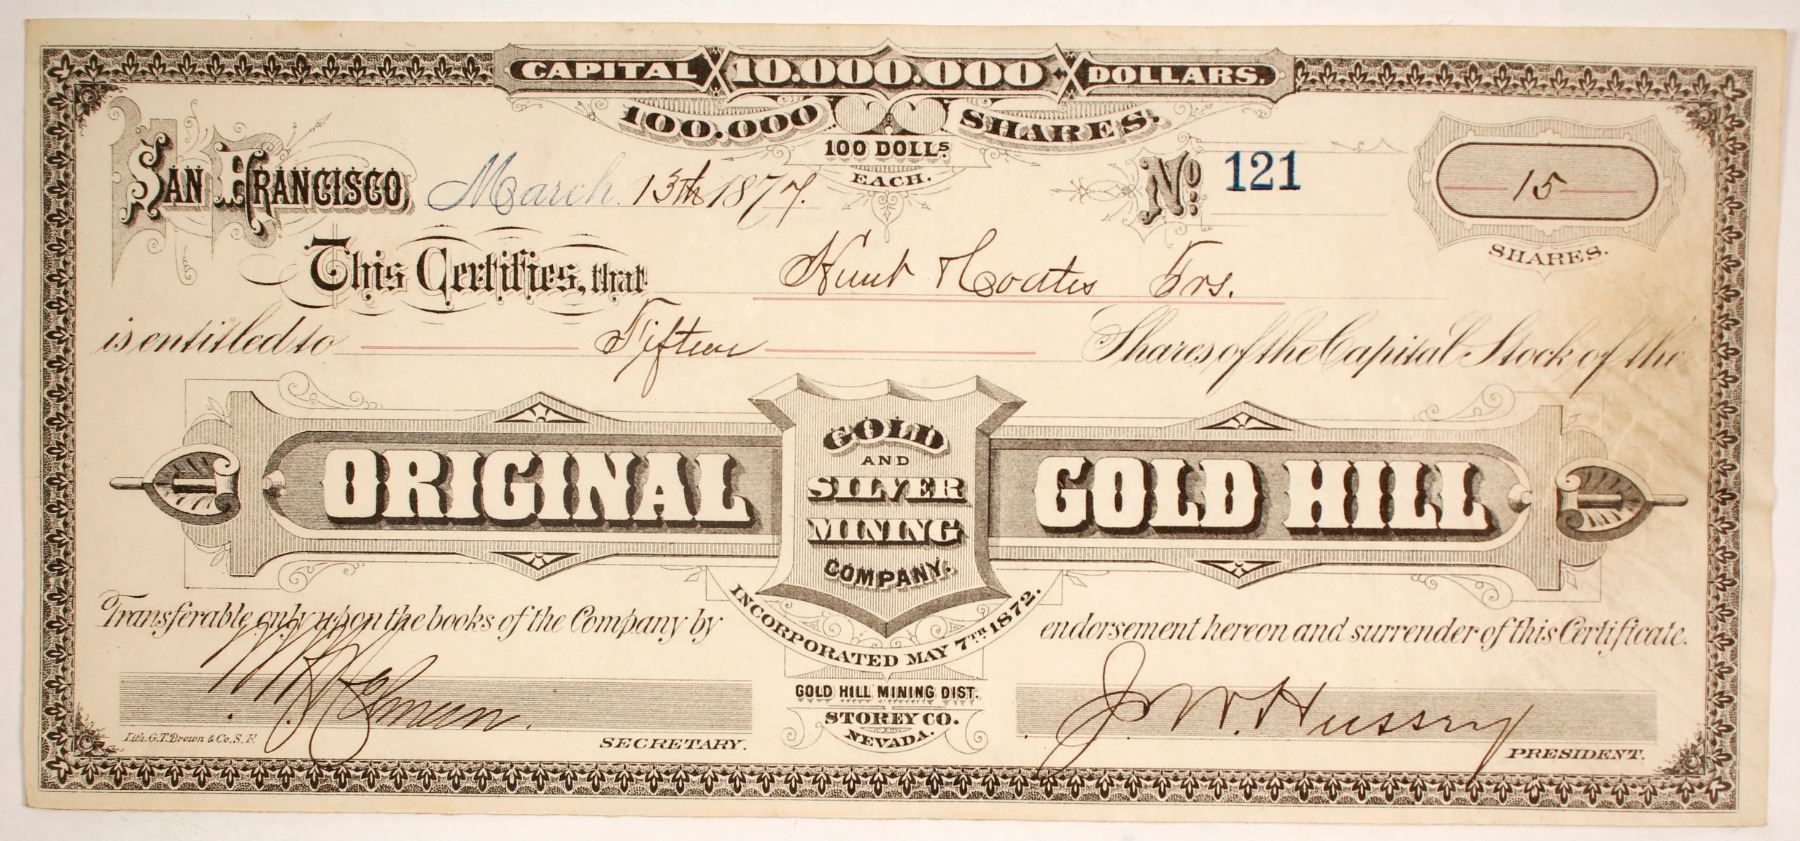 CAPITAL 10.000.000 DOLLARS.
100.000 SHARES.
100 DOLLS
EACH.
SAN FRANCISCO, March 13th 1877.
No. 121
15
SHARES.
This Certifies, that Hunt & Coates Trs.
is entitled to Fifteen Shares of the Capital Stock of the
ORIGINAL
GOLD
AND
SILVER
MINING
COMPANY.
GOLD HILL
INCORPORATED MAY 7TH 1872.
Transferable only upon the books of the Company by endorsement hereon and surrender of this Certificate.
GOLD HILL MINING DIST.
STOREY CO.
NEVADA.
Lith. G.T. Brown & Co. S.F.
SECRETARY.
J. W. Hussey
PRESIDENT.